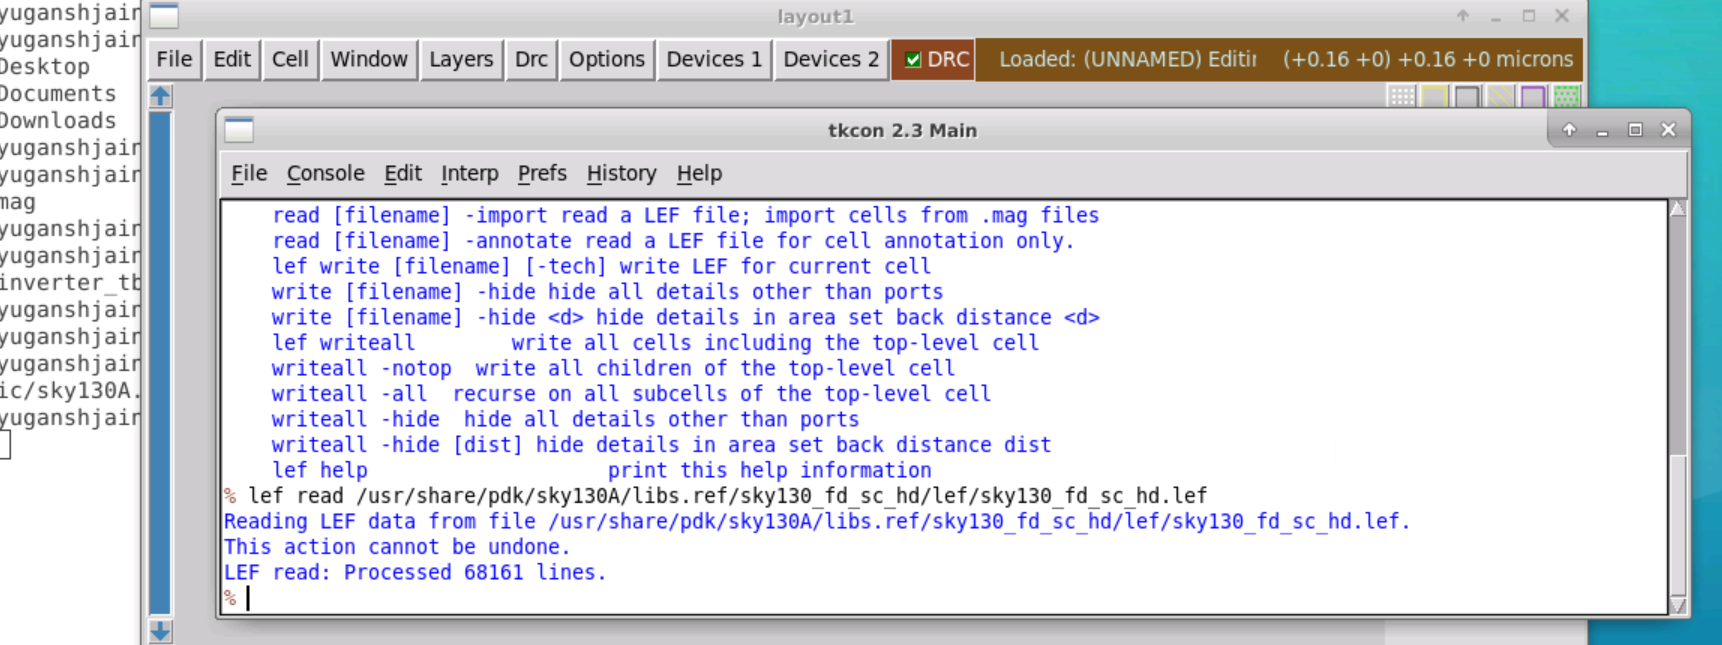 yuganshjain
yuganshjain
Desktop
Documents
Downloads
yuganshjain
yuganshjain
mag
yuganshjain
yuganshjain
inverter_tb
yuganshjain
yuganshjain
yuganshjain
ic/sky130A.
yuganshjain
layout1
File Edit Cell Window Layers Drc Options Devices 1 Devices 2 DRC Loaded: (UNNAMED) Editi (+0.16 +0) +0.16 +0 microns
tkcon 2.3 Main
File Console Edit Interp Prefs History Help
read [filename] -import read a LEF file; import cells from .mag files
read [filename] -annotate read a LEF file for cell annotation only.
lef write [filename] [-tech] write LEF for current cell
write [filename] -hide hide all details other than ports
write [filename] -hide <d> hide details in area set back distance <d>
lef writeall write all cells including the top-level cell
writeall -notop write all children of the top-level cell
writeall -all recurse on all subcells of the top-level cell
writeall -hide hide all details other than ports
writeall -hide [dist] hide details in area set back distance dist
lef help print this help information
% lef read /usr/share/pdk/sky130A/libs.ref/sky130_fd_sc_hd/lef/sky130_fd_sc_hd.lef
Reading LEF data from file /usr/share/pdk/sky130A/libs.ref/sky130_fd_sc_hd/lef/sky130_fd_sc_hd.lef.
This action cannot be undone.
LEF read: Processed 68161 lines.
%